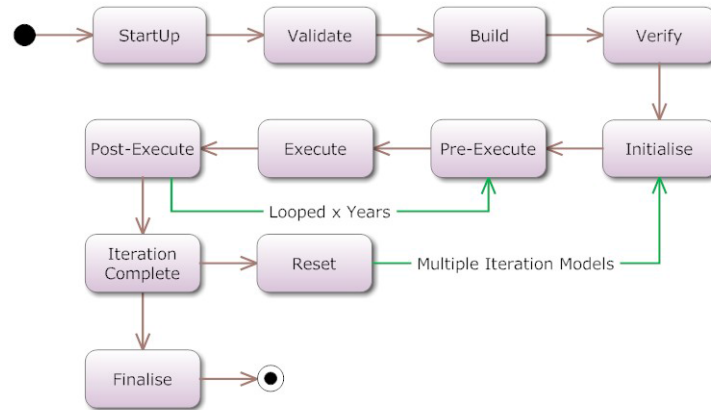 StartUp
Validate
Build
Verify
Post-Execute
Execute
Pre-Execute
Initialise
Looped x Years
Iteration
Complete
Reset
Multiple Iteration Models
Finalise